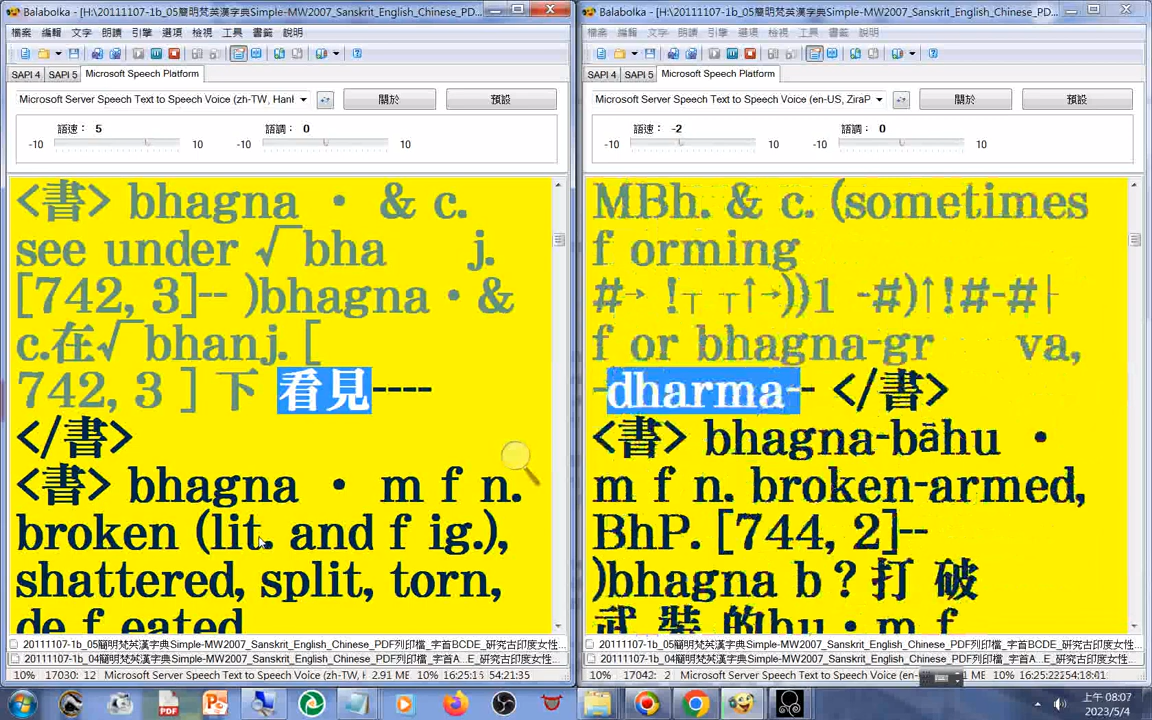 Balabolka - [H:\20111107-1b_05簡明梵英漢字典Simple-MW2007_Sanskrit_English_Chinese_PD...
檔案 編輯 文字 朗讀 引擎 選項 檢視 工具 書籤 說明
SAPI 4 SAPI 5 Microsoft Speech Platform
Microsoft Server Speech Text to Speech Voice (zh-TW, HanH
關於
預設
語速： 5
語調： 0
-10 10 -10 10
<書> bhagna • & c.
see under √ bha j.
[742, 3]-- )bhagna • &
c.在√ bhanj. [
742, 3 ] 下 看見----
</書>
<書> bhagna • m f n.
broken (lit. and f ig.),
shattered, split, torn,
de f eated
20111107-1b_05簡明梵英漢字典Simple-MW2007_Sanskrit_English_Chinese_PDF列印檔_字首BCDE_研究古印度女性...
20111107-1b_04簡明梵英漢字典Simple-MW2007_Sanskrit_English_Chinese_PDF列印檔_字首A...E_研究古印度女性...
10% 17030: 12 Microsoft Server Speech Text to Speech Voice (zh-TW, 2.91 MB 10% 16:25:15 54:21:35
Balabolka - [H:\20111107-1b_05簡明梵英漢字典Simple-MW2007_Sanskrit_English_Chinese_PD...
檔案 編輯 文字 朗讀 引擎 選項 檢視 工具 書籤 說明
SAPI 4 SAPI 5 Microsoft Speech Platform
Microsoft Server Speech Text to Speech Voice (en-US, ZiraP
關於
預設
語速： -2
語調： 0
-10 10 -10 10
MBh. & c. (sometimes
f orming
#→ !┬ ┬↑→))1 -#)↑!#-#├
f or bhagna-gr va,
-dharma-- </書>
<書> bhagna-bāhu •
m f n. broken-armed,
BhP. [744, 2]--
)bhagna b？打 破
武 裝 的hu • m f
20111107-1b_05簡明梵英漢字典Simple-MW2007_Sanskrit_English_Chinese_PDF列印檔_字首BCDE_研究古印度女性...
20111107-1b_04簡明梵英漢字典Simple-MW2007_Sanskrit_English_Chinese_PDF列印檔_字首A...E_研究古印度女性...
10% 17042: 2 Microsoft Server Speech Text to Speech 10% 16:25:22 54:18:01
上午 08:07
2023/5/4